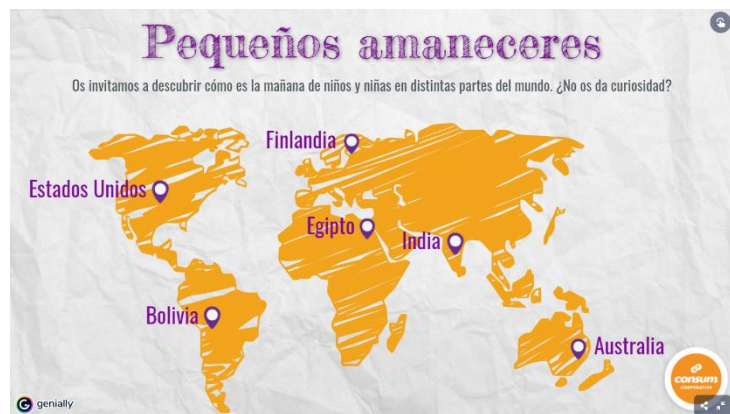 Pequeños amaneceres
Os invitamos a descubrir cómo es la mañana de niños y niñas en distintas partes del mundo. ¿No os da curiosidad?
Finlandia
Estados Unidos
Egipto
India
Bolivia
Australia
consum
COOPERATIVA
genially